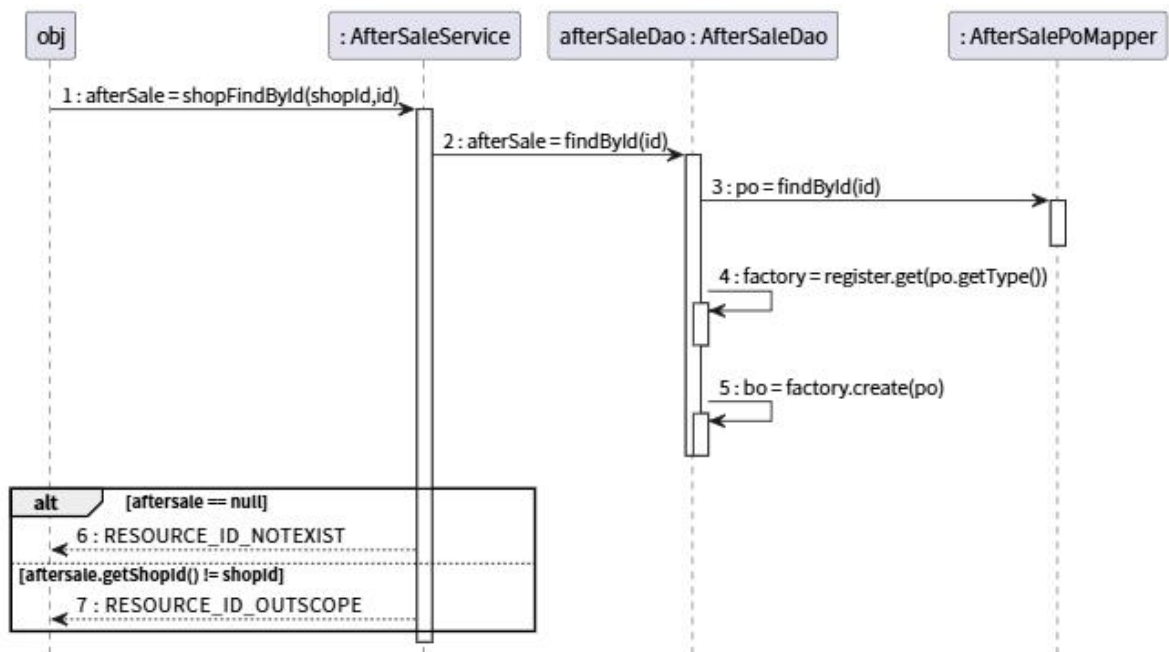 obj
: AfterSaleService
afterSaleDao : AfterSaleDao
: AfterSalePoMapper
1 : afterSale = shopFindById(shopId,id)
2 : afterSale = findById(id)
3 : po = findById(id)
4 : factory = register.get(po.getType())
5 : bo = factory.create(po)
alt [aftersale == null]
6 : RESOURCE_ID_NOTEXIST
[aftersale.getShopId() != shopId]
7 : RESOURCE_ID_OUTSCOPE